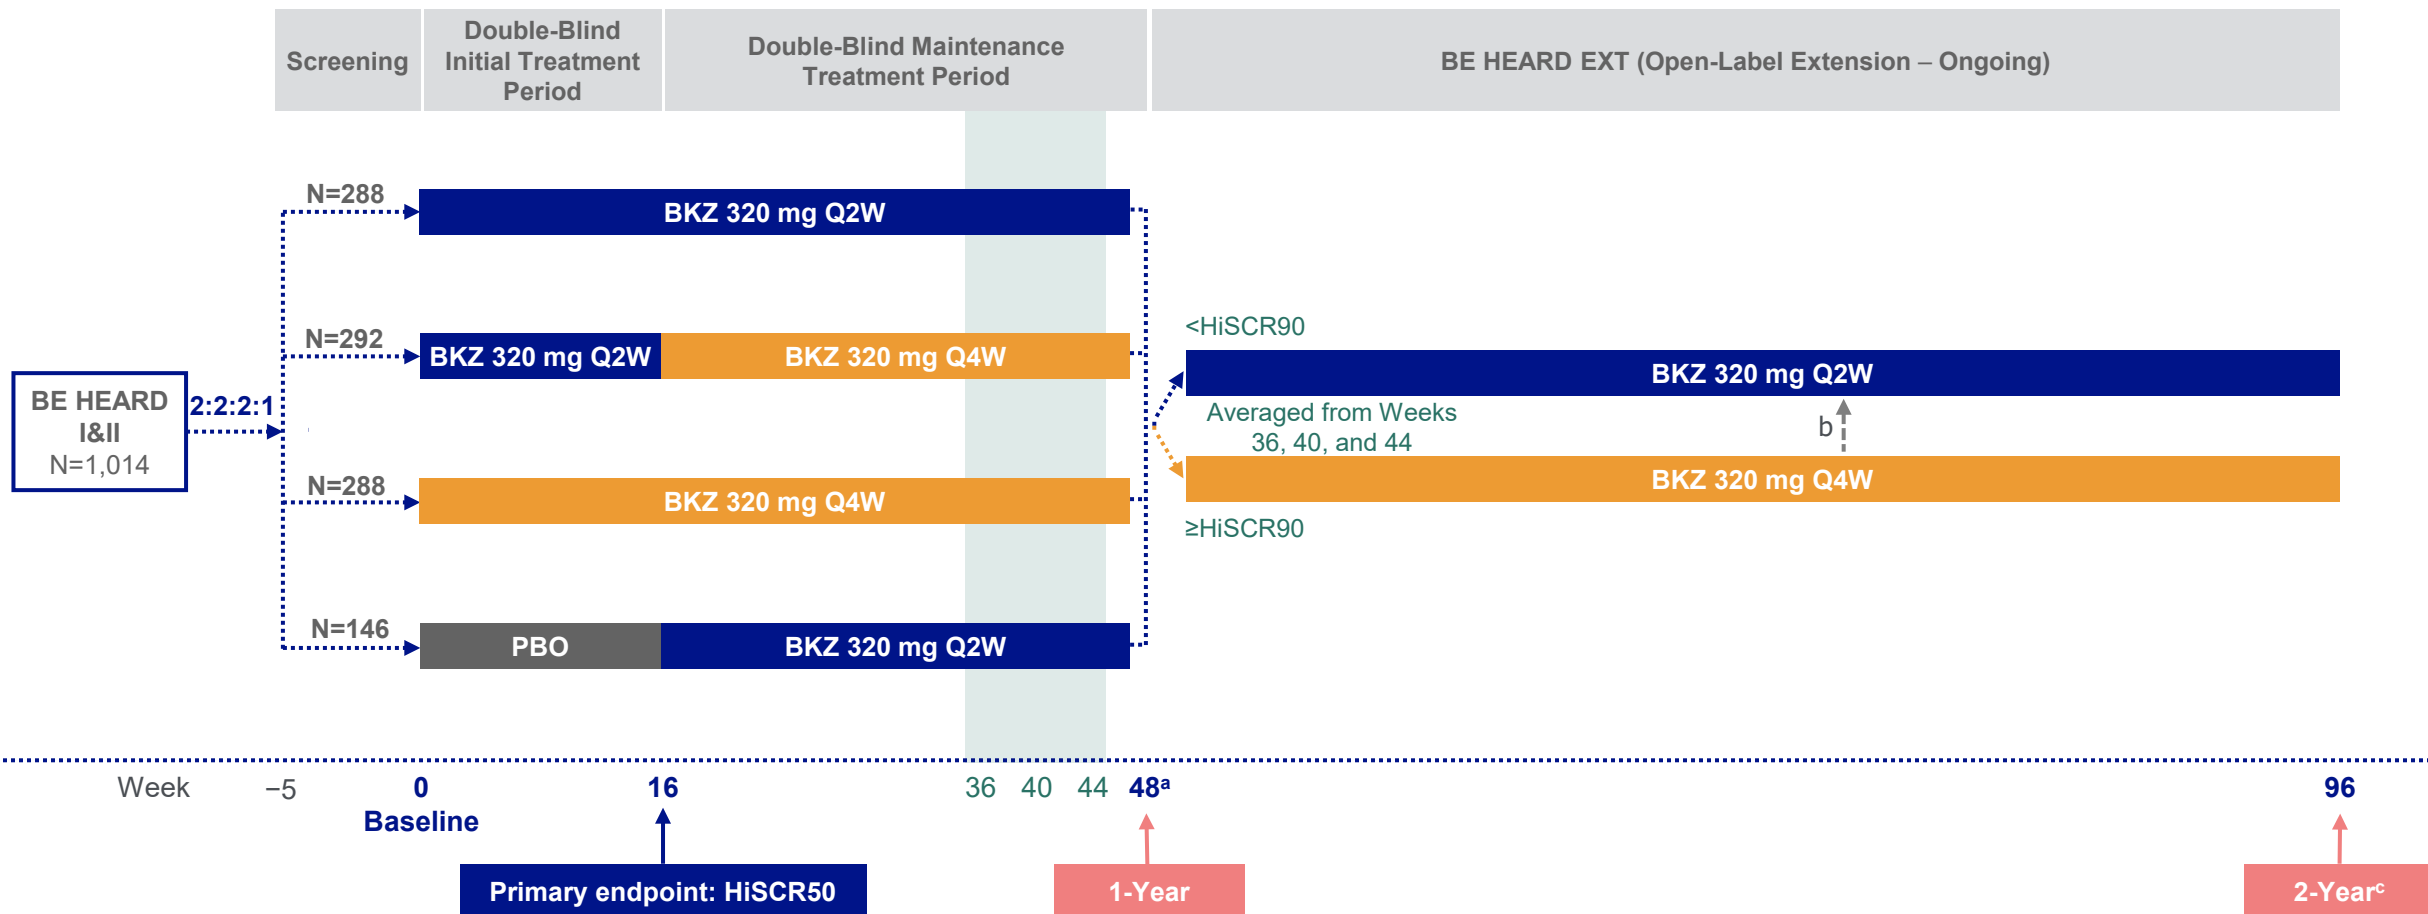 Screening
Double-Blind
Initial Treatment
Period
Double-Blind Maintenance
Treatment Period
BE HEARD EXT (Open-Label Extension – Ongoing)
BE HEARD
I&II
N=1,014
2:2:2:1
N=288
BKZ 320 mg Q2W
N=292
BKZ 320 mg Q2W
BKZ 320 mg Q4W
N=288
BKZ 320 mg Q4W
N=146
PBO
BKZ 320 mg Q2W
<HiSCR90
BKZ 320 mg Q2W
Averaged from Weeks
36, 40, and 44
b
BKZ 320 mg Q4W
≥HiSCR90
Week −5 0 16 36 40 44 48ᵃ 96
Baseline
Primary endpoint: HiSCR50
1-Year
2-Yearᶜ